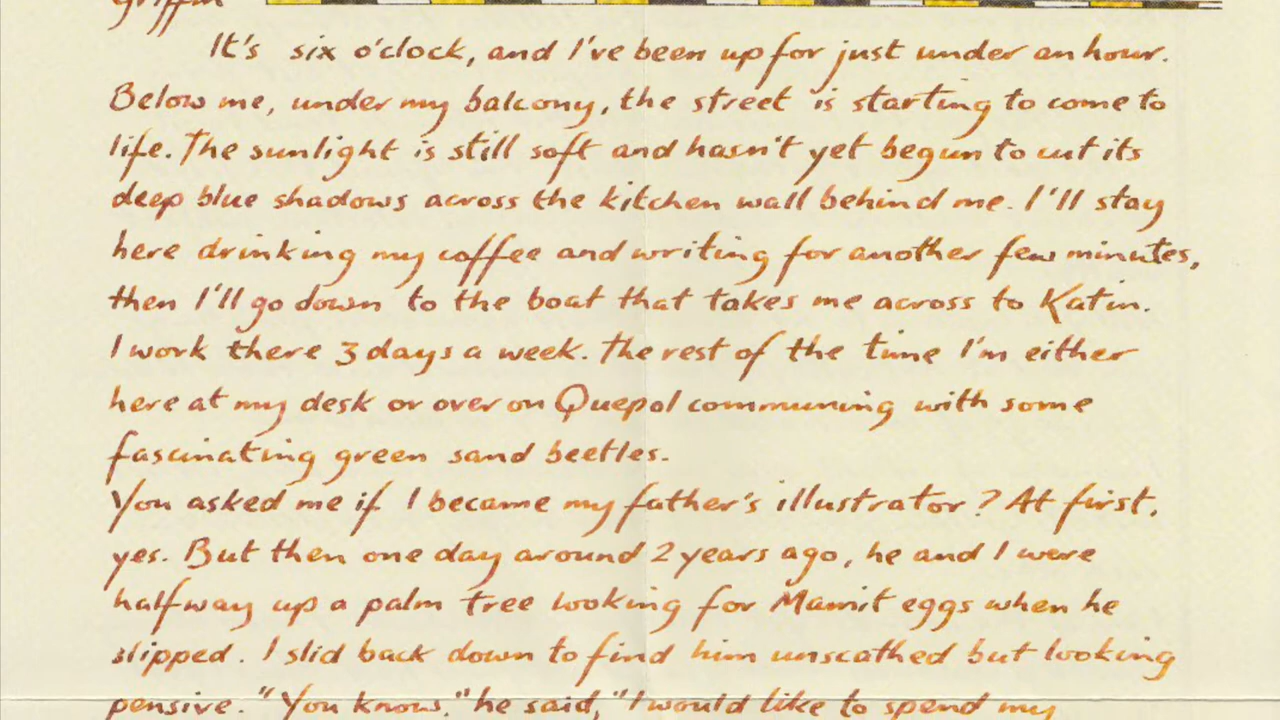 Griffin
It's six o'clock, and I've been up for just under an hour.
Below me, under my balcony, the street is starting to come to
life. The sunlight is still soft and hasn't yet begun to cut its
deep blue shadows across the kitchen wall behind me. I'll stay
here drinking my coffee and writing for another few minutes,
then I'll go down to the boat that takes me across to Katin.
I work there 3 days a week. The rest of the time I'm either
here at my desk or over on Quepol communing with some
fascinating green sand beetles.
You asked me if I became my father's illustrator? At first,
yes. But then one day around 2 years ago, he and I were
halfway up a palm tree looking for Mamit eggs when he
slipped. I slid back down to find him unscathed but looking
pensive. "You know," he said, "I would like to spend my